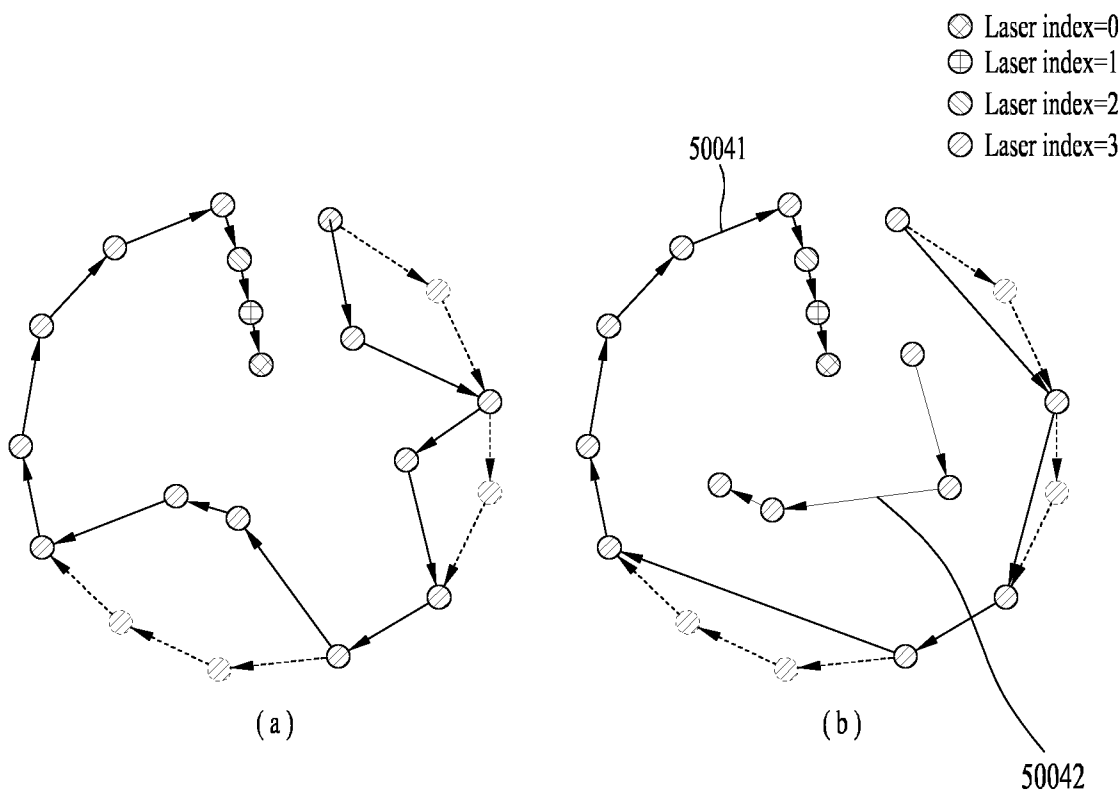 Laser index=0
Laser index=1
Laser index=2
Laser index=3
50041
(a)
(b)
50042